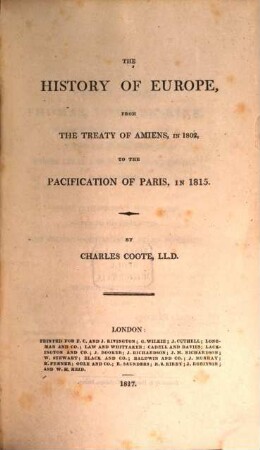 THE
HISTORY OF EUROPE,
FROM
THE TREATY OF AMIENS, IN 1802,
TO THE
PACIFICATION OF PARIS, IN 1815.
BY
CHARLES COOTE, LL.D.
LONDON:
PRINTED FOR F. C. AND J. RIVINGTON; G. WILKIE; J. CUTHELL; LONG-
MAN AND CO.; LAW AND WHITTAKER; CADELL AND DAVIES; LACK-
INGTON AND CO.; J. BOOKER; J. RICHARDSON; J. M. RICHARDSON;
W. STEWART; BLACK AND CO.; BALDWIN AND CO.; J. MURRAY;
R. FENNER; GALE AND CO.; E. SAUNDERS; R. S. KIRBY; J. ROBINSON;
AND W. H. REID.
1817.